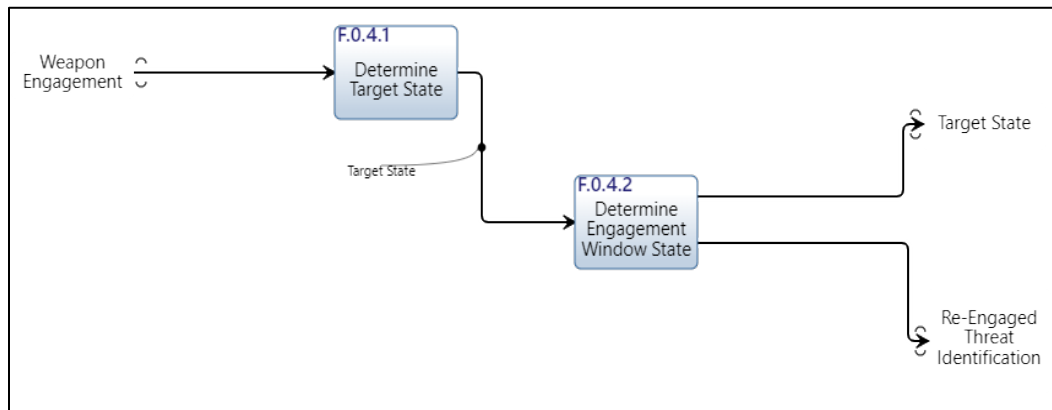 Weapon
Engagement
F.0.4.1
Determine
Target State
Target State
F.0.4.2
Determine
Engagement
Window State
Target State
Re-Engaged
Threat
Identification